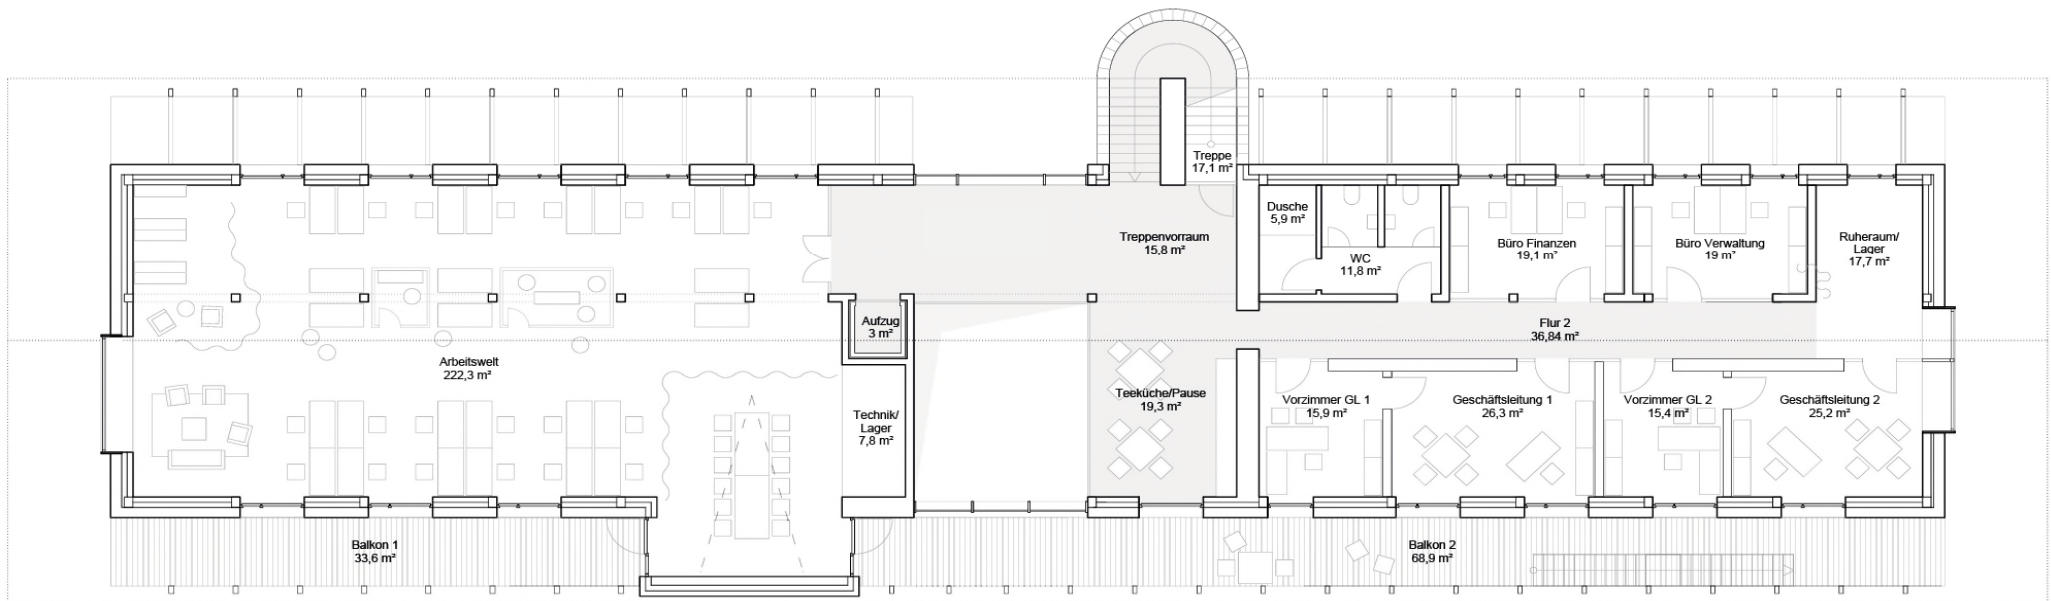 Treppe
17,1 m²
Dusche
5,9 m²
Treppenvorraum
15,8 m²
WC
11,8 m²
Büro Finanzen
19,1 m²
Büro Verwaltung
19 m²
Ruheraum/
Lager
17,7 m²
Aufzug
3 m²
Flur 2
36,84 m²
Arbeitswelt
222,3 m²
Teeküche/Pause
19,3 m²
Technik/
Lager
7,8 m²
Vorzimmer GL 1
15,9 m²
Geschäftsleitung 1
26,3 m²
Vorzimmer GL 2
15,4 m²
Geschäftsleitung 2
25,2 m²
Balkon 1
33,6 m²
Balkon 2
68,9 m²